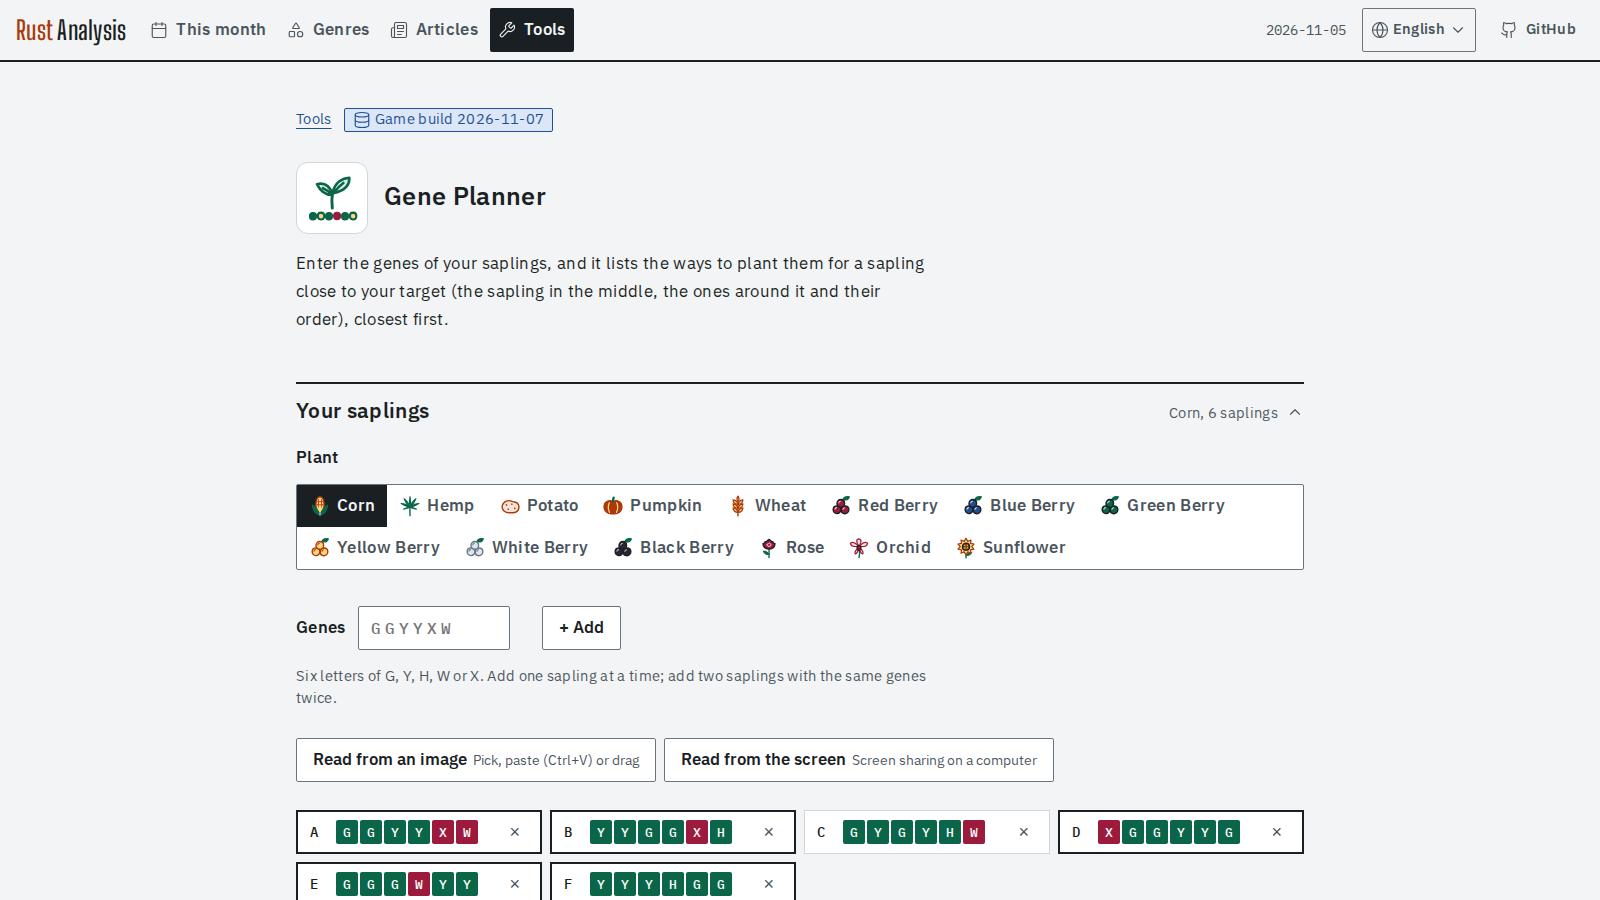 Rust Analysis This month Genres Articles Tools 2026-11-05 English GitHub
Tools Game build 2026-11-07
Gene Planner
Enter the genes of your saplings, and it lists the ways to plant them for a sapling
close to your target (the sapling in the middle, the ones around it and their
order), closest first.
Your saplings Corn, 6 saplings
Plant
Corn Hemp Potato Pumpkin Wheat Red Berry Blue Berry Green Berry
Yellow Berry White Berry Black Berry Rose Orchid Sunflower
Genes GGYYXW + Add
Six letters of G, Y, H, W or X. Add one sapling at a time; add two saplings with the same genes
twice.
Read from an image Pick, paste (Ctrl+V) or drag Read from the screen Screen sharing on a computer
A G G Y Y X W × B Y Y G G X H × C G Y G Y H W × D X G G Y Y G ×
E G G G W Y Y × F Y Y Y H G G ×